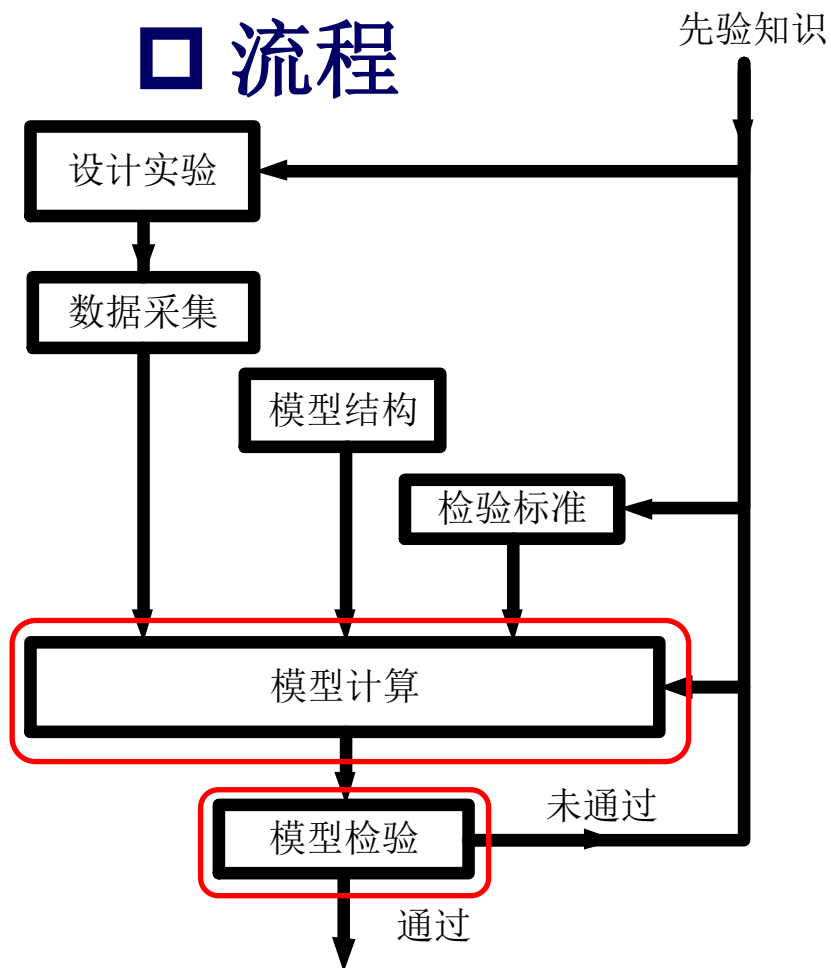 流程
先验知识
设计实验
数据采集
模型结构
检验标准
模型计算
未通过
模型检验
通过